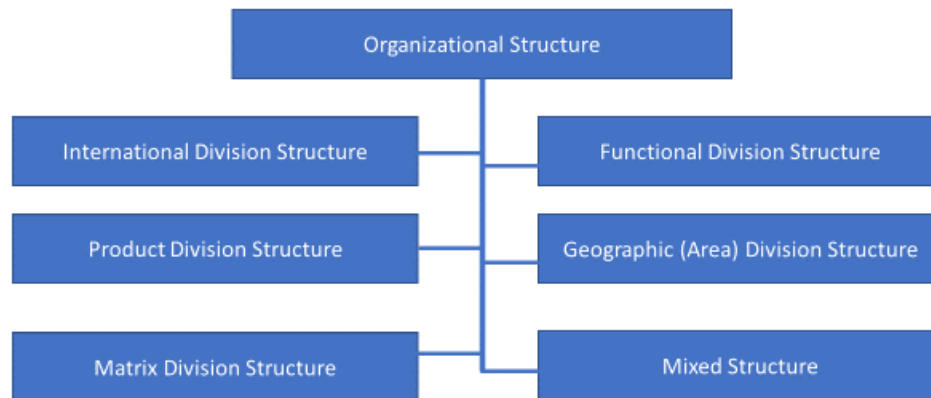 Organizational Structure
International Division Structure
Functional Division Structure
Product Division Structure
Geographic (Area) Division Structure
Matrix Division Structure
Mixed Structure